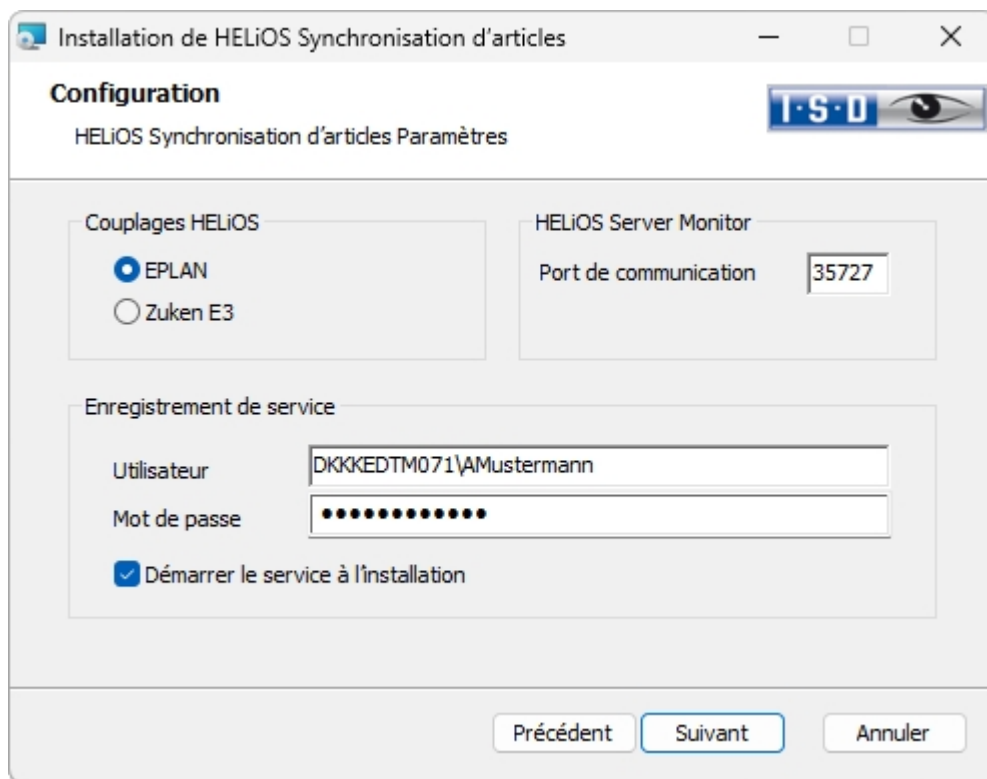 Installation de HELiOS Synchronisation d'articles
Configuration
I·S·D
HELiOS Synchronisation d'articles Paramètres
Couplages HELiOS
EPLAN
Zuken E3
HELiOS Server Monitor
Port de communication 35727
Enregistrement de service
Utilisateur DKKKEDTM071\AMustermann
Mot de passe ●●●●●●●●●●●●
Démarrer le service à l'installation
Précédent Suivant Annuler